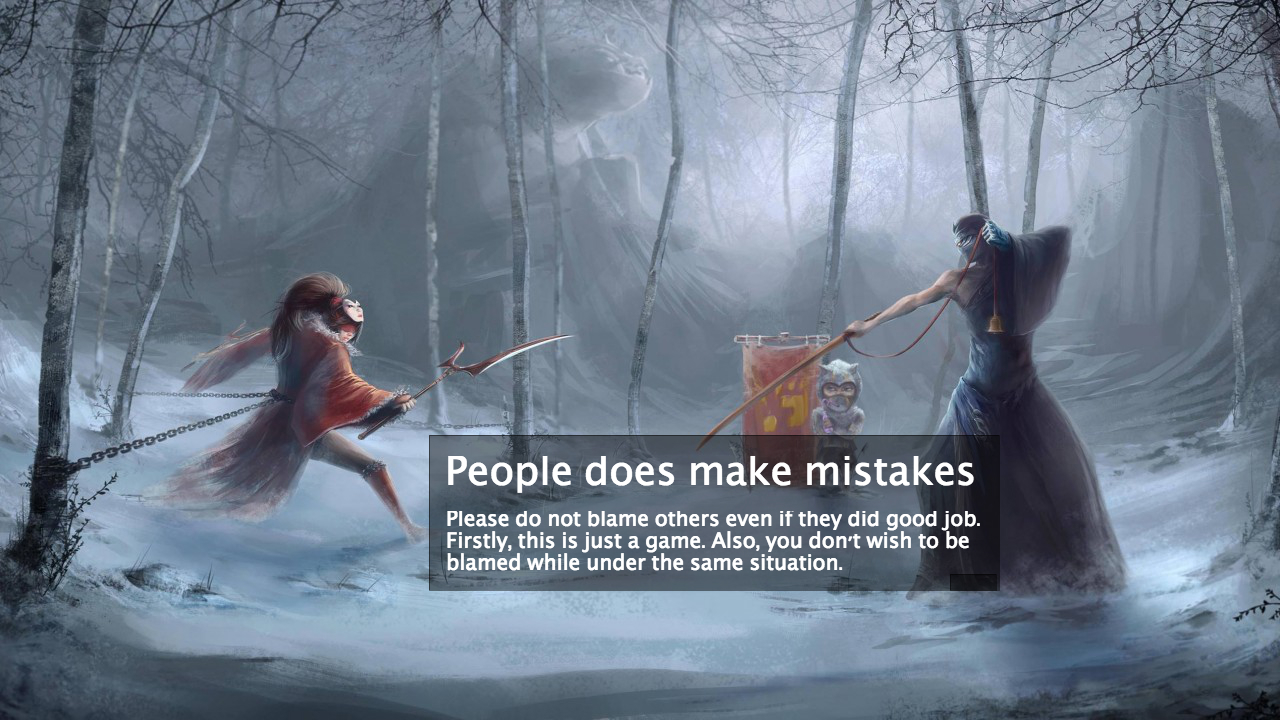 People does make mistakes
Please do not blame others even if they did good job.
Firstly, this is just a game. Also, you don't wish to be
blamed while under the same situation.